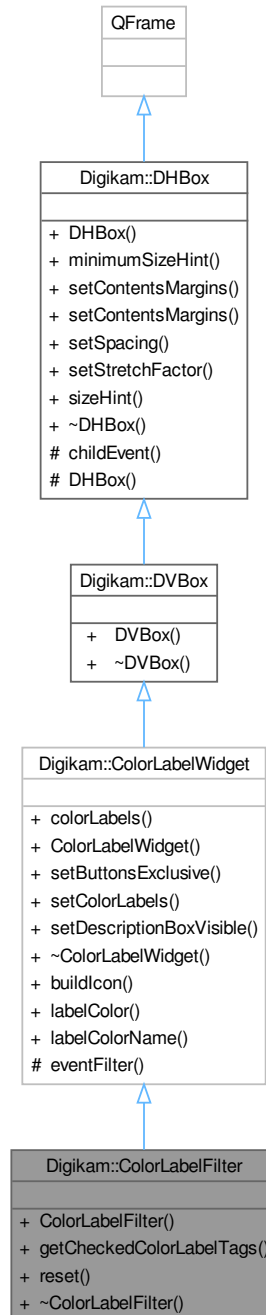 QFrame
Digikam::DHBox
+ DHBox()
+ minimumSizeHint()
+ setContentsMargins()
+ setContentsMargins()
+ setSpacing()
+ setStretchFactor()
+ sizeHint()
+ ~DHBox()
# childEvent()
# DHBox()
Digikam::DVBox
+ DVBox()
+ ~DVBox()
Digikam::ColorLabelWidget
+ colorLabels()
+ ColorLabelWidget()
+ setButtonsExclusive()
+ setColorLabels()
+ setDescriptionBoxVisible()
+ ~ColorLabelWidget()
+ buildIcon()
+ labelColor()
+ labelColorName()
# eventFilter()
Digikam::ColorLabelFilter
+ ColorLabelFilter()
+ getCheckedColorLabelTags()
+ reset()
+ ~ColorLabelFilter()